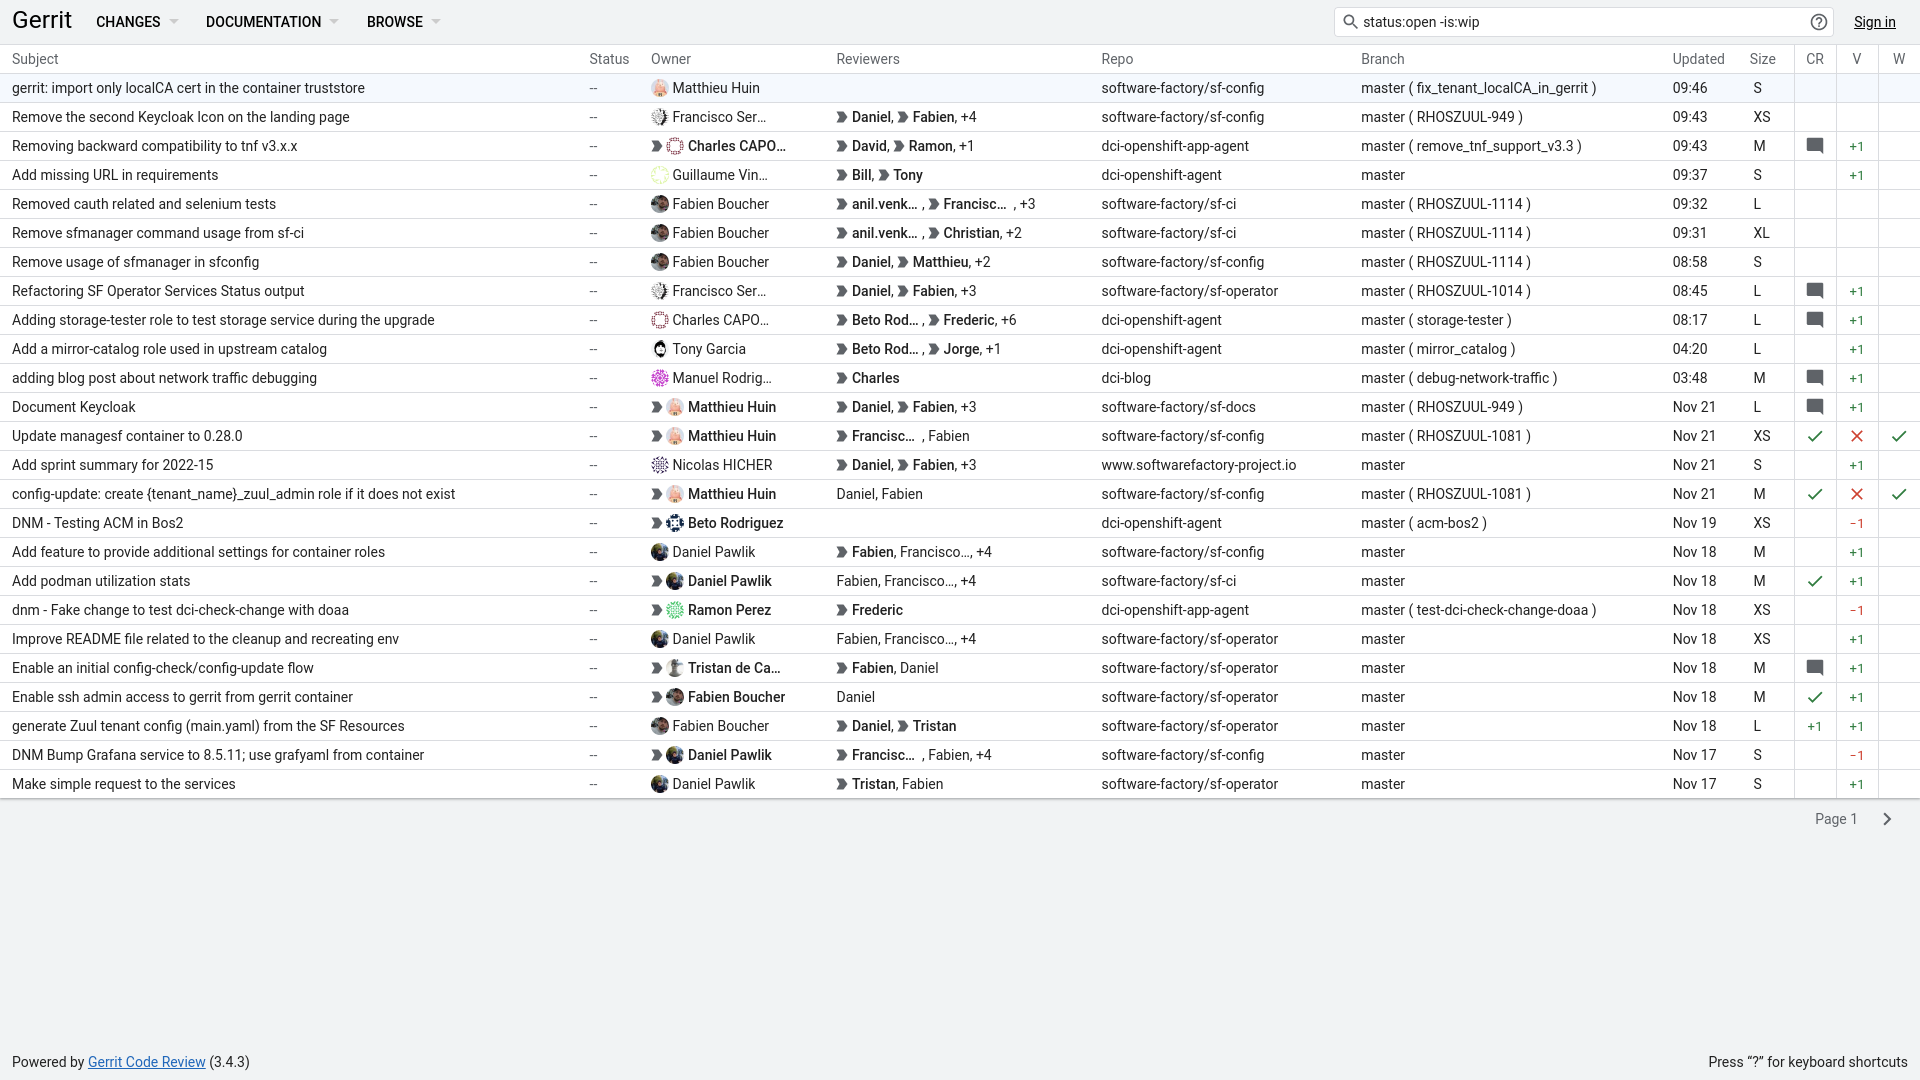 Gerrit CHANGES DOCUMENTATION BROWSE status:open -is:wip Sign in
Subject Status Owner Reviewers Repo Branch Updated Size CR V W
gerrit: import only localCA cert in the container truststore -- Matthieu Huin software-factory/sf-config master ( fix_tenant_localCA_in_gerrit ) 09:46 S
Remove the second Keycloak Icon on the landing page -- Francisco Ser... Daniel, Fabien, +4 software-factory/sf-config master ( RHOSZUUL-949 ) 09:43 XS
Removing backward compatibility to tnf v3.x.x -- Charles CAPO... David, Ramon, +1 dci-openshift-app-agent master ( remove_tnf_support_v3.3 ) 09:43 M +1
Add missing URL in requirements -- Guillaume Vin... Bill, Tony dci-openshift-agent master 09:37 S +1
Removed cauth related and selenium tests -- Fabien Boucher anil.venk... , Francisc... , +3 software-factory/sf-ci master ( RHOSZUUL-1114 ) 09:32 L
Remove sfmanager command usage from sf-ci -- Fabien Boucher anil.venk... , Christian, +2 software-factory/sf-ci master ( RHOSZUUL-1114 ) 09:31 XL
Remove usage of sfmanager in sfconfig -- Fabien Boucher Daniel, Matthieu, +2 software-factory/sf-config master ( RHOSZUUL-1114 ) 08:58 S
Refactoring SF Operator Services Status output -- Francisco Ser... Daniel, Fabien, +3 software-factory/sf-operator master ( RHOSZUUL-1014 ) 08:45 L +1
Adding storage-tester role to test storage service during the upgrade -- Charles CAPO... Beto Rod... , Frederic, +6 dci-openshift-agent master ( storage-tester ) 08:17 L +1
Add a mirror-catalog role used in upstream catalog -- Tony Garcia Beto Rod... , Jorge, +1 dci-openshift-agent master ( mirror_catalog ) 04:20 L +1
adding blog post about network traffic debugging -- Manuel Rodrig... Charles dci-blog master ( debug-network-traffic ) 03:48 M +1
Document Keycloak -- Matthieu Huin Daniel, Fabien, +3 software-factory/sf-docs master ( RHOSZUUL-949 ) Nov 21 L +1
Update managesf container to 0.28.0 -- Matthieu Huin Francisc... , Fabien software-factory/sf-config master ( RHOSZUUL-1081 ) Nov 21 XS
Add sprint summary for 2022-15 -- Nicolas HICHER Daniel, Fabien, +3 www.softwarefactory-project.io master Nov 21 S +1
config-update: create {tenant_name}_zuul_admin role if it does not exist -- Matthieu Huin Daniel, Fabien software-factory/sf-config master ( RHOSZUUL-1081 ) Nov 21 M
DNM - Testing ACM in Bos2 -- Beto Rodriguez dci-openshift-agent master ( acm-bos2 ) Nov 19 XS -1
Add feature to provide additional settings for container roles -- Daniel Pawlik Fabien, Francisco..., +4 software-factory/sf-config master Nov 18 M +1
Add podman utilization stats -- Daniel Pawlik Fabien, Francisco..., +4 software-factory/sf-ci master Nov 18 M +1
dnm - Fake change to test dci-check-change with doaa -- Ramon Perez Frederic dci-openshift-app-agent master ( test-dci-check-change-doaa ) Nov 18 XS -1
Improve README file related to the cleanup and recreating env -- Daniel Pawlik Fabien, Francisco..., +4 software-factory/sf-operator master Nov 18 XS +1
Enable an initial config-check/config-update flow -- Tristan de Ca... Fabien, Daniel software-factory/sf-operator master Nov 18 M +1
Enable ssh admin access to gerrit from gerrit container -- Fabien Boucher Daniel software-factory/sf-operator master Nov 18 M +1
generate Zuul tenant config (main.yaml) from the SF Resources -- Fabien Boucher Daniel, Tristan software-factory/sf-operator master Nov 18 L +1 +1
DNM Bump Grafana service to 8.5.11; use grafyaml from container -- Daniel Pawlik Francisc... , Fabien, +4 software-factory/sf-config master Nov 17 S -1
Make simple request to the services -- Daniel Pawlik Tristan, Fabien software-factory/sf-operator master Nov 17 S +1
Page 1
Powered by Gerrit Code Review (3.4.3) Press “?” for keyboard shortcuts